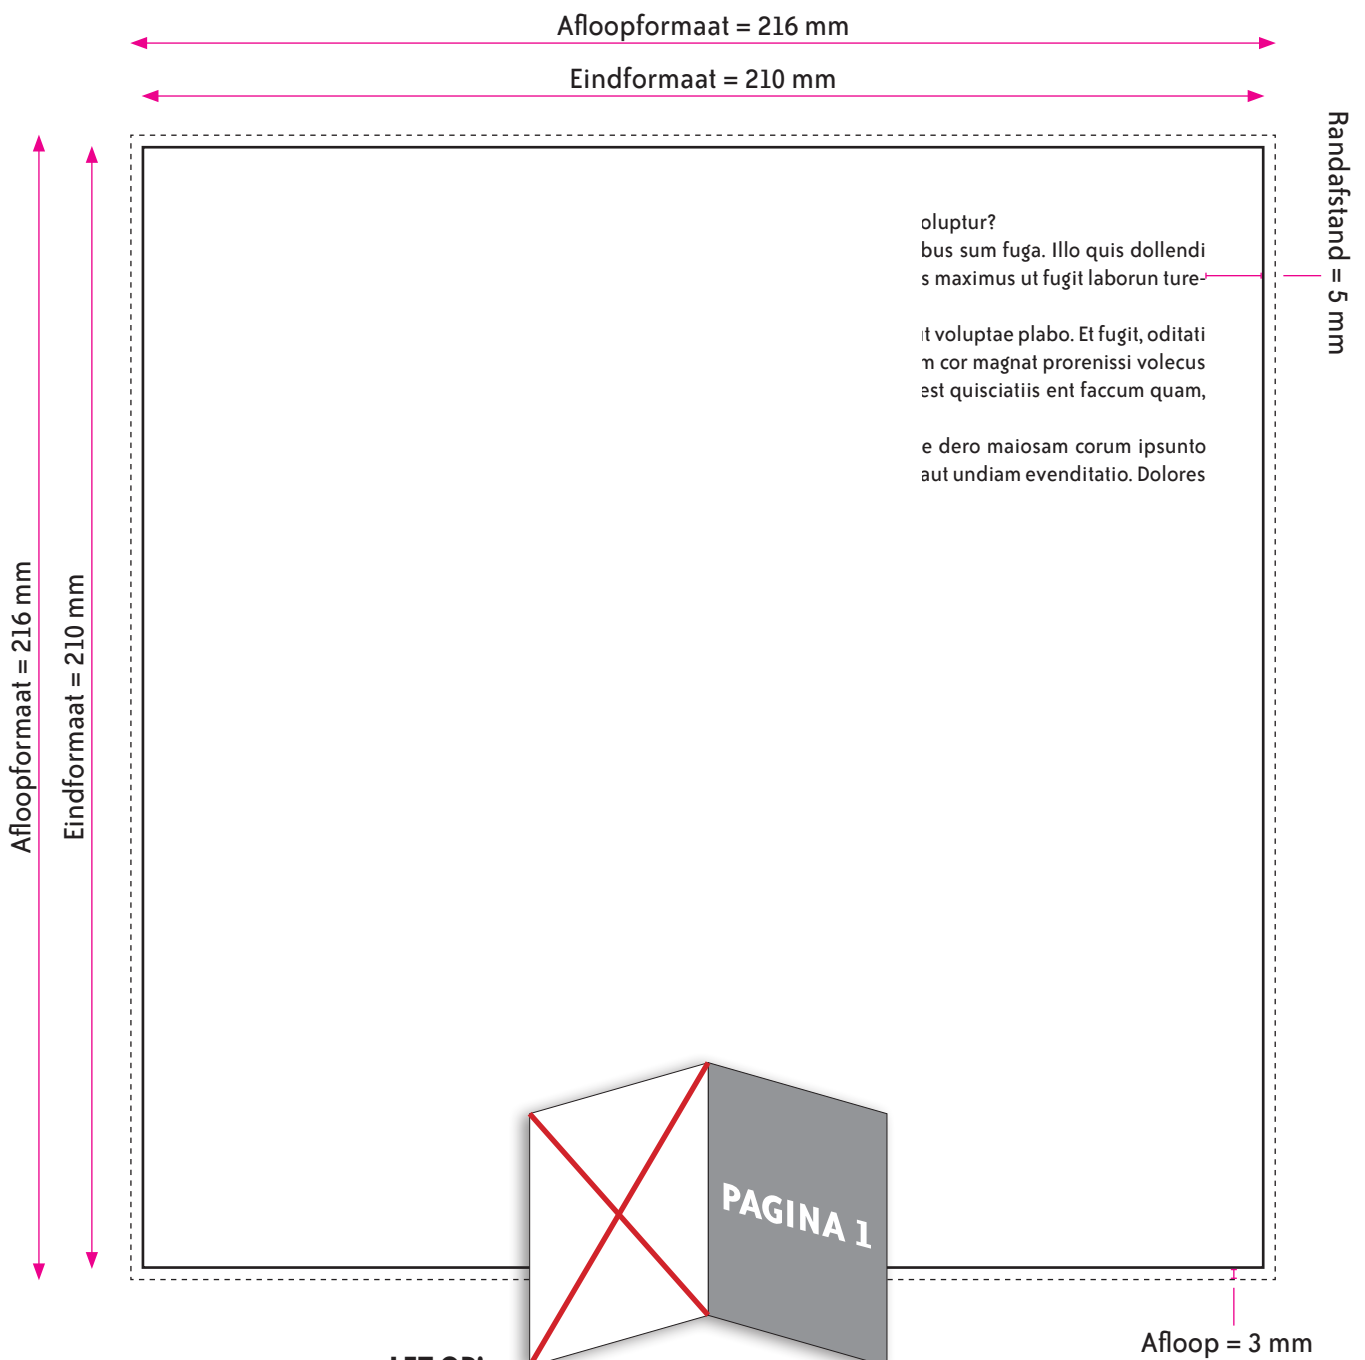 Afloopformaat = 216 mm
Eindformaat = 210 mm
Randafstand = 5 mm
oluptur?
bus sum fuga. Illo quis dollendi
s maximus ut fugit laborun ture-
t voluptae plabo. Et fugit, oditati
m cor magnat prorenissi volecus
est quisciatiis ent faccum quam,
e dero maiosam corum ipsunto
aut undiam evenditatio. Dolores
Afloopformaat = 216 mm
Eindformaat = 210 mm
PAGINA 1
Afloop = 3 mm